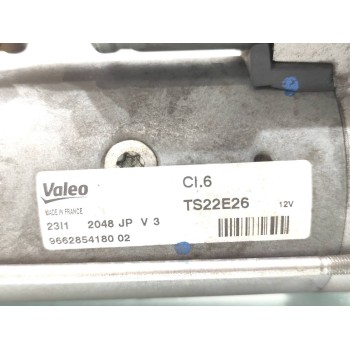 Valeo Cl.6
MADE IN FRANCE TS22E26 12V
23I1 2048 JP V 3
9662854180 02